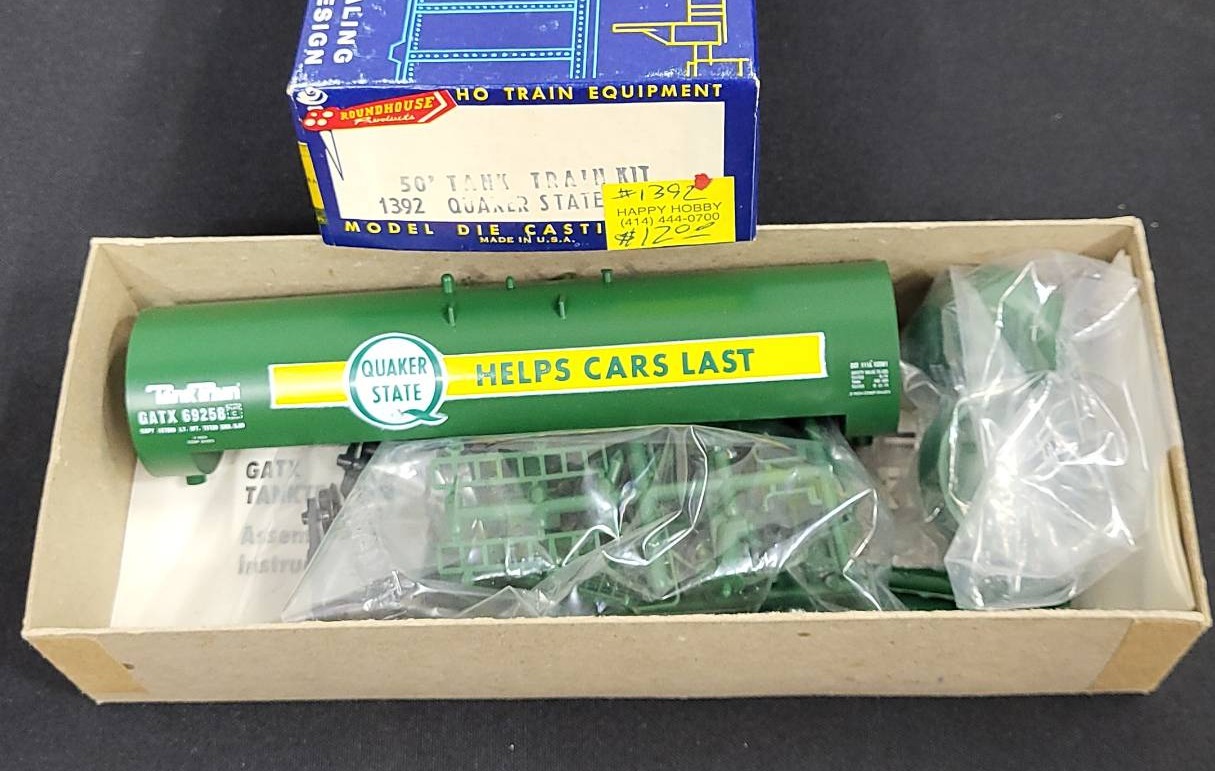 ALING
ESIGN
HO TRAIN EQUIPMENT
ROUNDHOUSE
Products
50' TANK TRAIN KIT
1392 QUAKER STATE
#1392
HAPPY HOBBY
(414) 444-0700
#12.00
MODEL DIE CASTI
MADE IN U.S.A.
QUAKER
STATE
HELPS CARS LAST
TankTrain
GATX 69258
GATX
TANKT
Assem
Instru